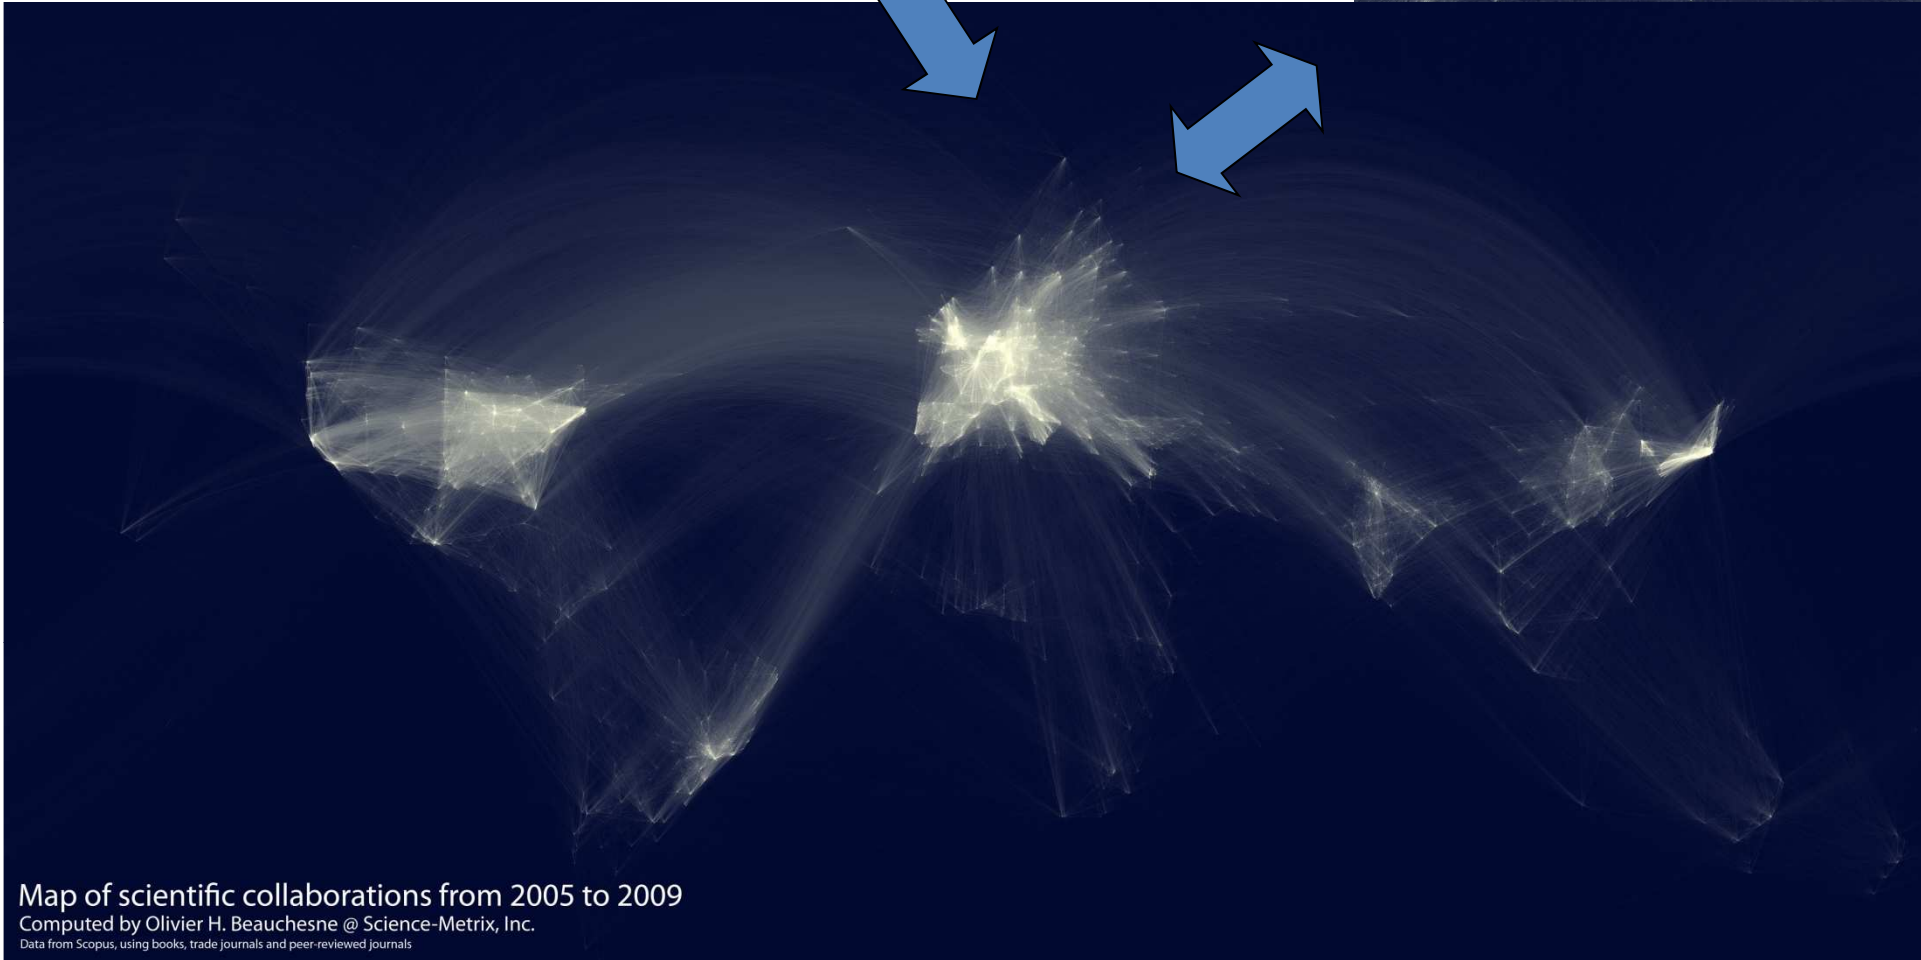 Map of scientific collaborations from 2005 to 2009
Computed by Olivier H. Beauchesne @ Science-Metrix, Inc.
Data from Scopus, using books, trade journals and peer-reviewed journals